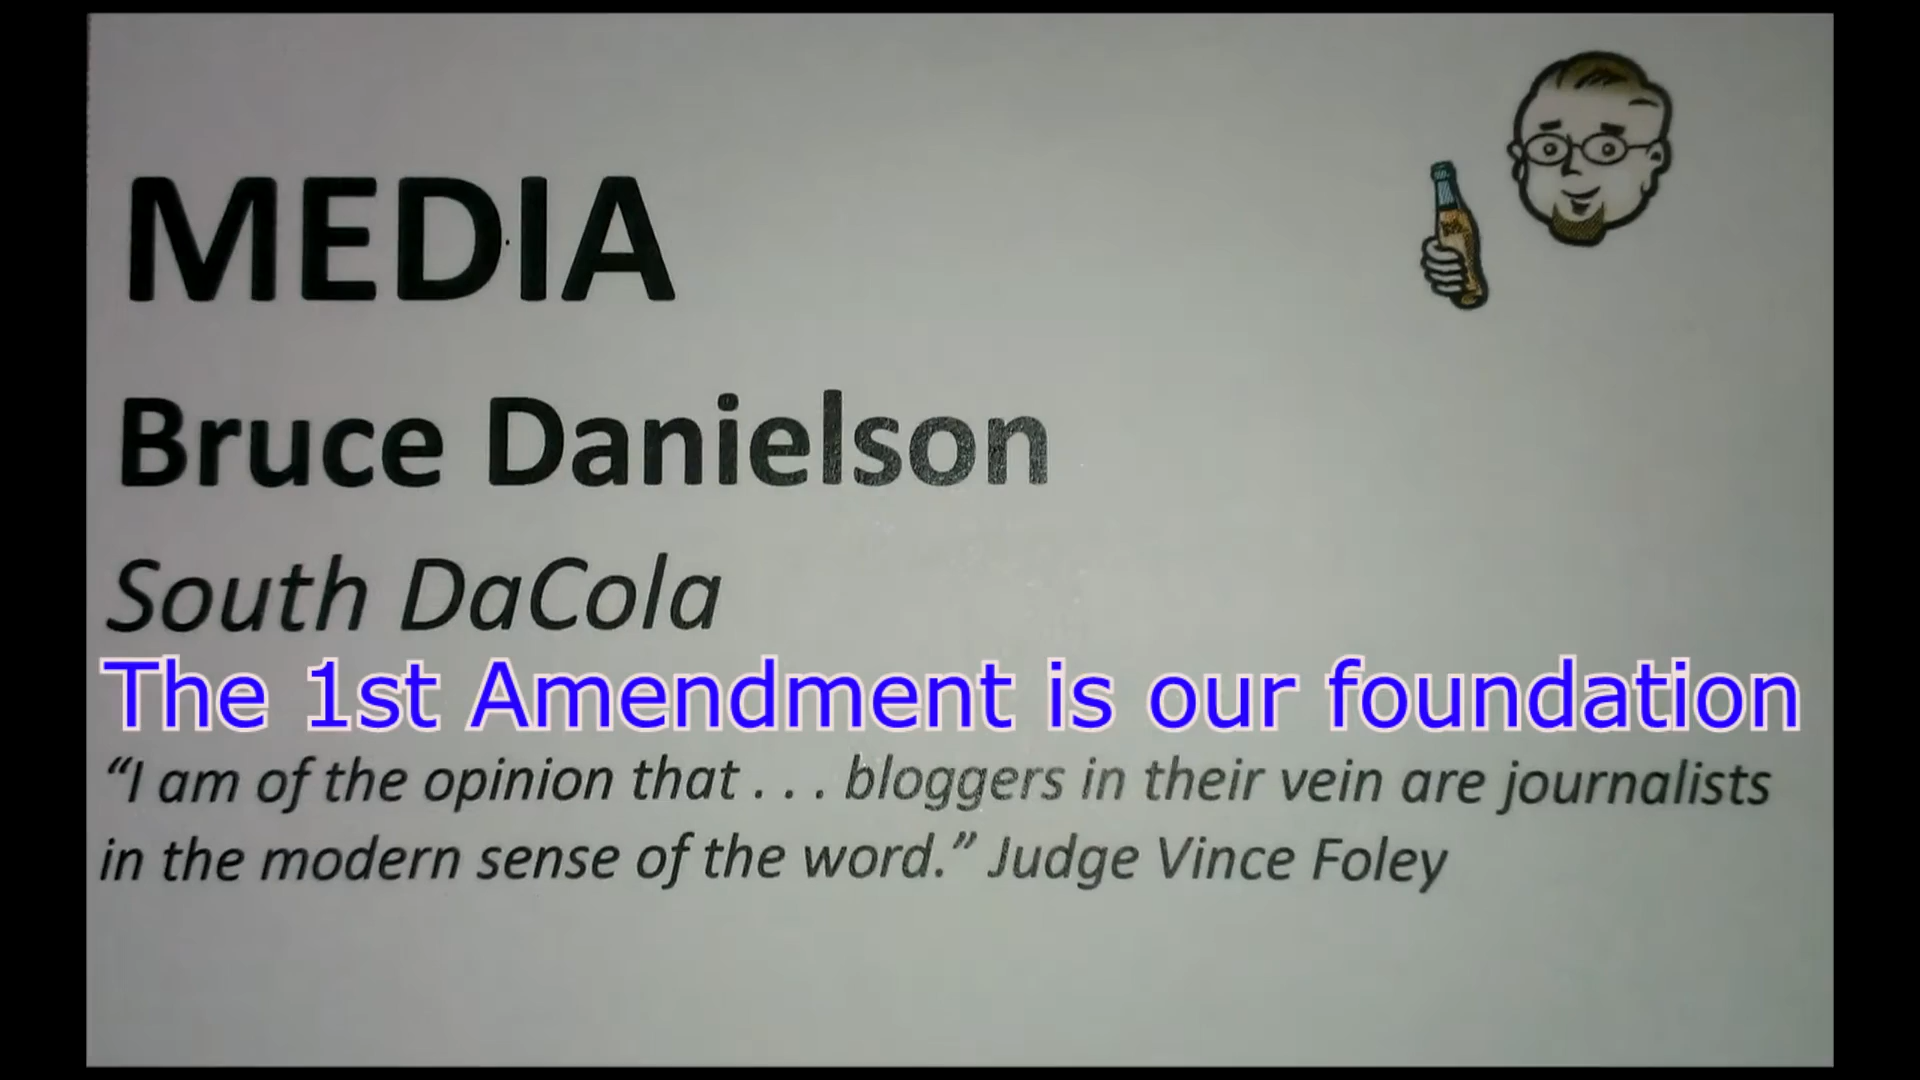 MEDIA
Bruce Danielson
South DaCola
The 1st Amendment is our foundation
“I am of the opinion that . . . bloggers in their vein are journalists
in the modern sense of the word.” Judge Vince Foley